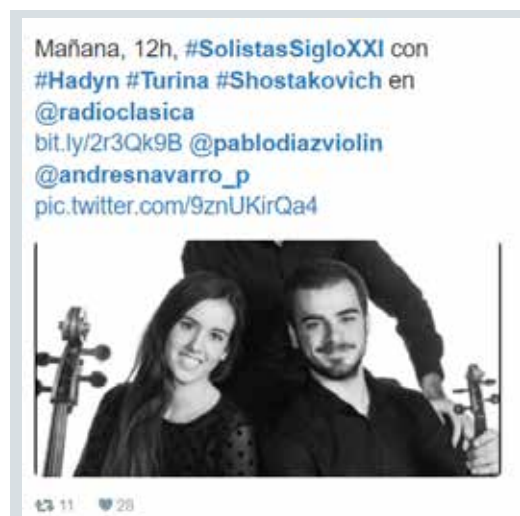 Mañana, 12h, #SolistasSigloXXI con
#Hadyn #Turina #Shostakovich en
@radioclasica
bit.ly/2r3Qk9B @pablodiazviolin
@andresnavarro_p
pic.twitter.com/9znUKirQa4
11 28